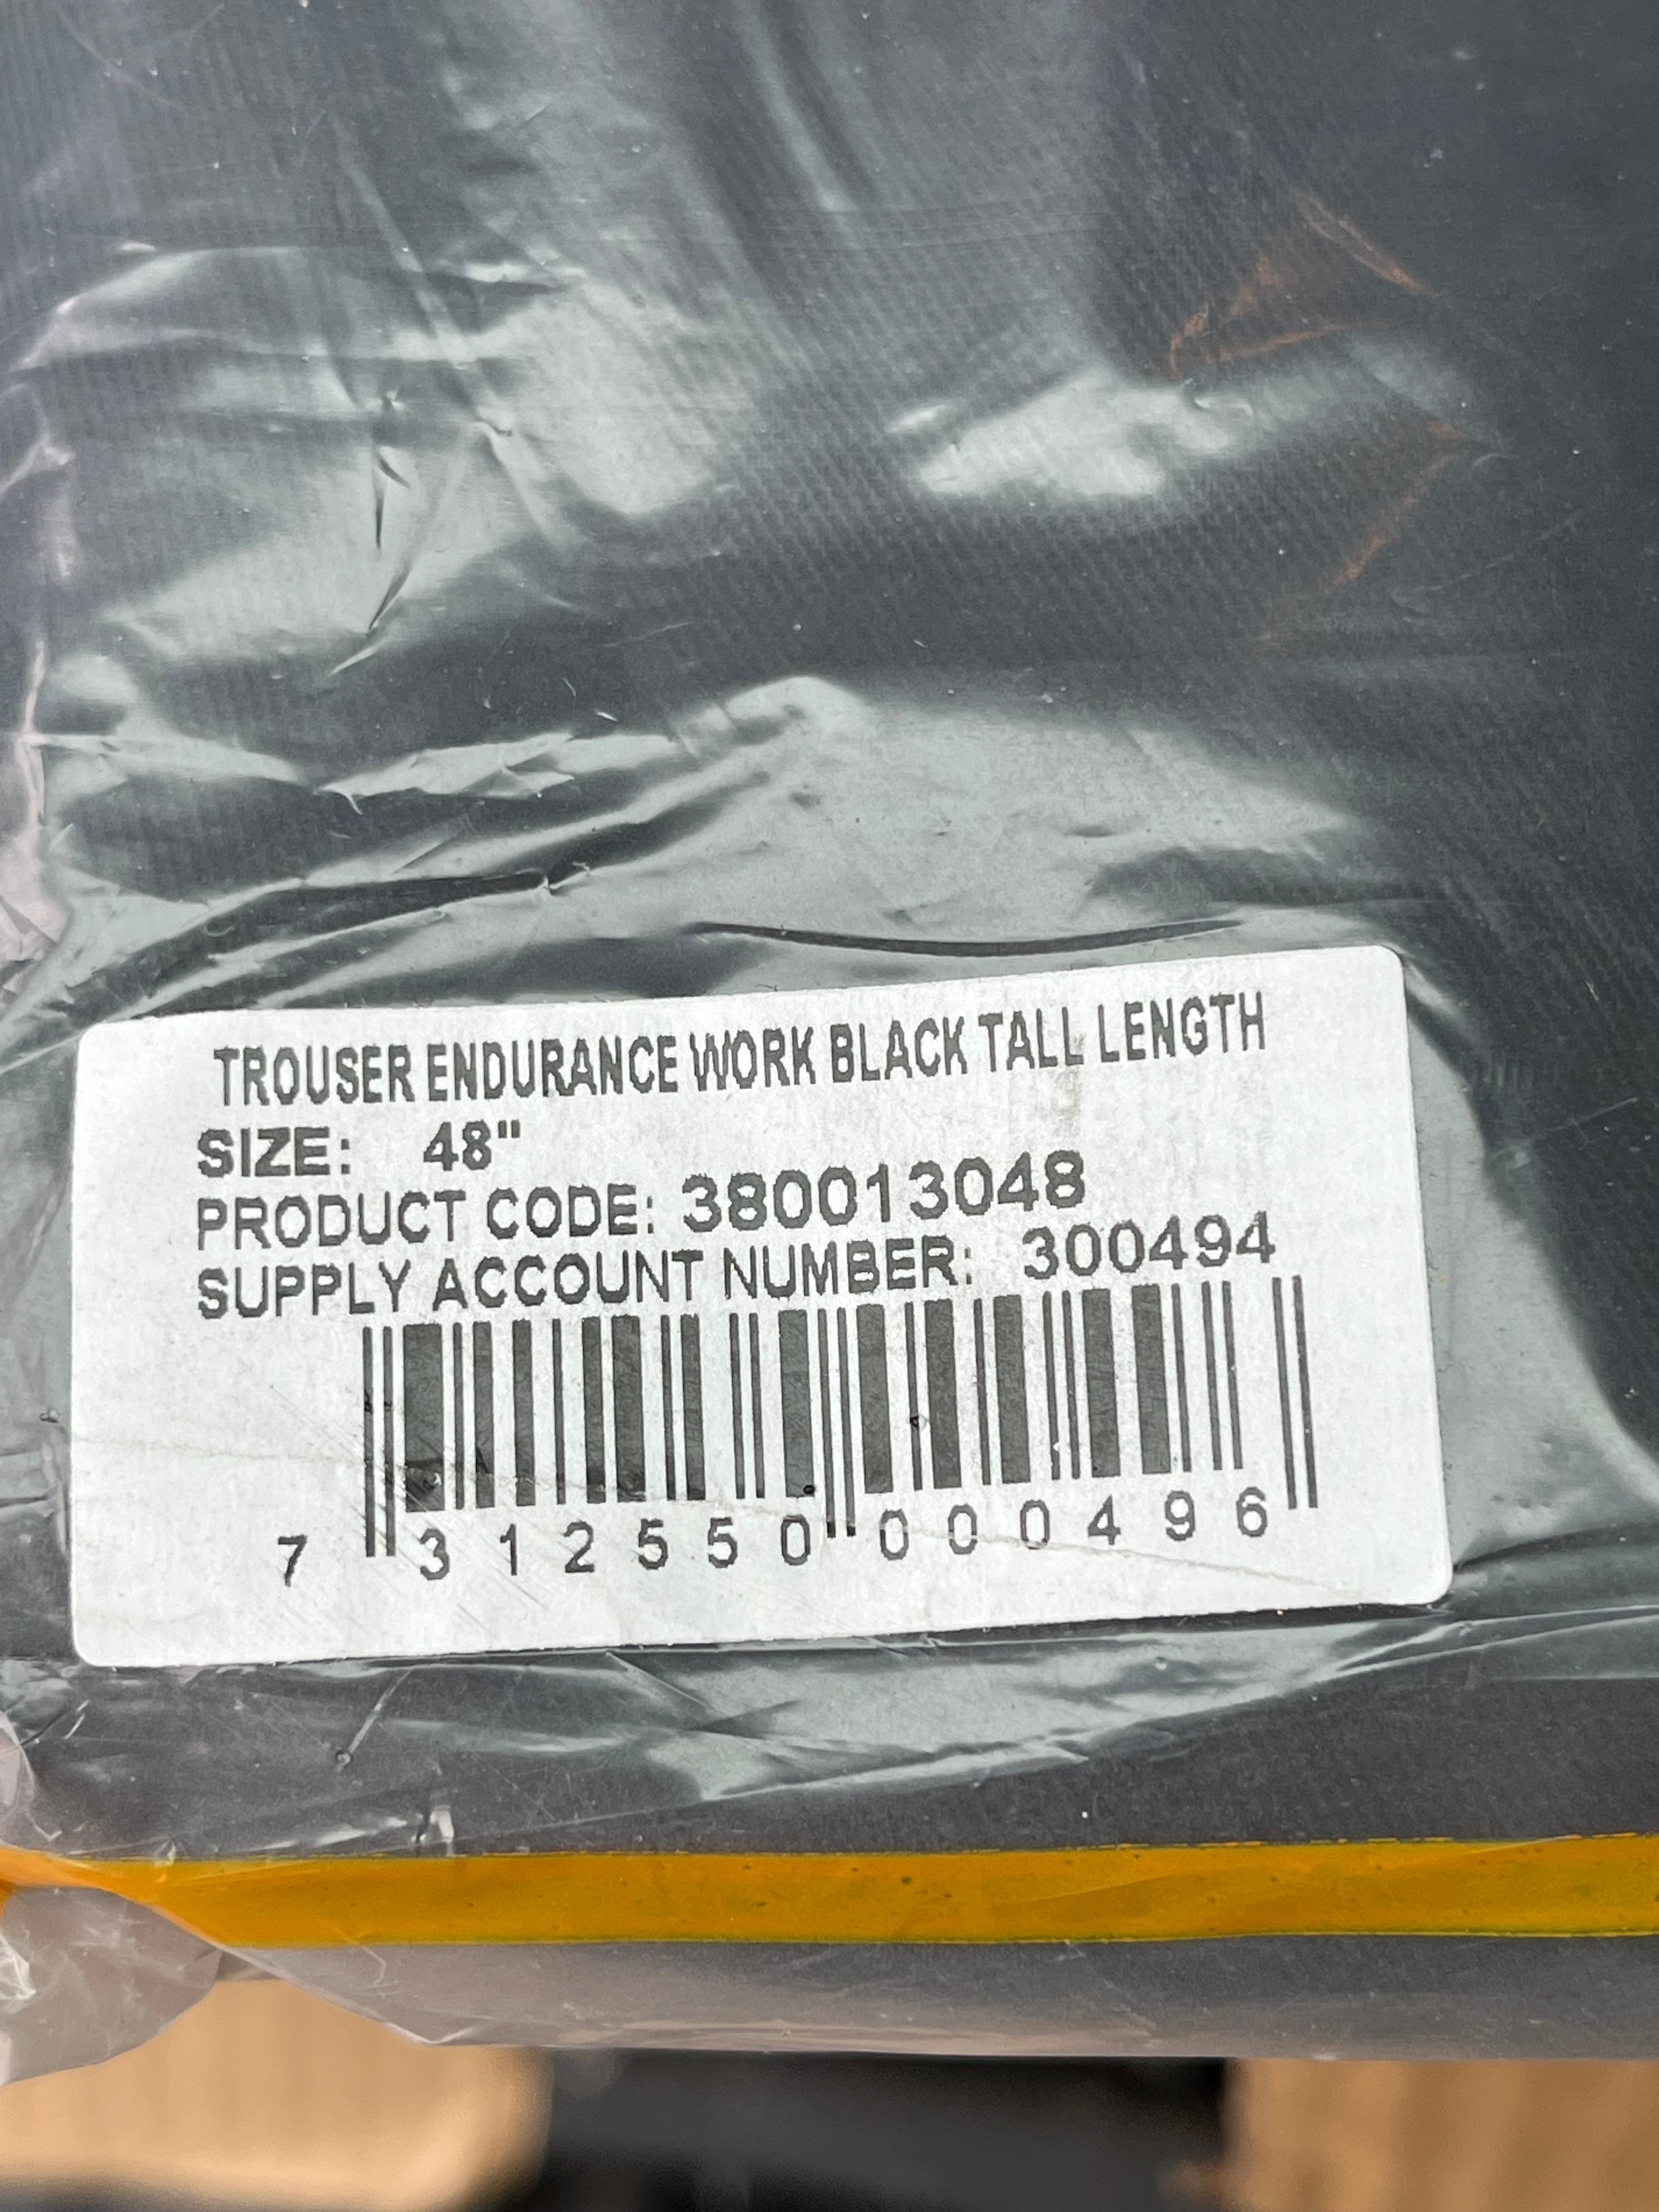 TROUSER ENDURANCE WORK BLACK TALL LENGTH
SIZE: 48"
PRODUCT CODE: 380013048
SUPPLY ACCOUNT NUMBER: 300494
7 312550 000496